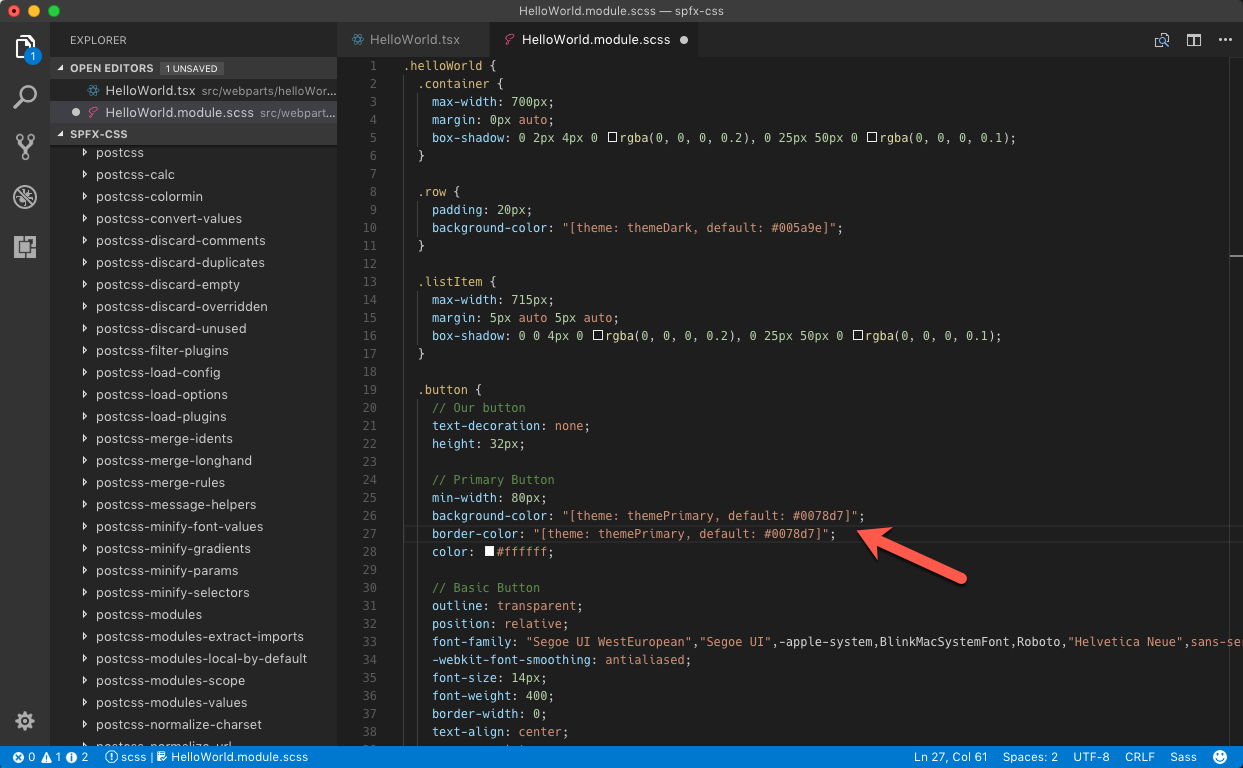 HelloWorld.module.scss — spfx-css
1
EXPLORER
OPEN EDITORS 1 UNSAVED
HelloWorld.tsx src/webparts/helloWor...
HelloWorld.module.scss src/webpart...
SPFX-CSS
postcss
postcss-calc
postcss-colormin
postcss-convert-values
postcss-discard-comments
postcss-discard-duplicates
postcss-discard-empty
postcss-discard-overridden
postcss-discard-unused
postcss-filter-plugins
postcss-load-config
postcss-load-options
postcss-load-plugins
postcss-merge-idents
postcss-merge-longhand
postcss-merge-rules
postcss-message-helpers
postcss-minify-font-values
postcss-minify-gradients
postcss-minify-params
postcss-minify-selectors
postcss-modules
postcss-modules-extract-imports
postcss-modules-local-by-default
postcss-modules-scope
postcss-modules-values
postcss-normalize-charset
postcss-normalize-url
HelloWorld.tsx HelloWorld.module.scss
1 .helloWorld {
2 .container {
3 max-width: 700px;
4 margin: 0px auto;
5 box-shadow: 0 2px 4px 0 rgba(0, 0, 0, 0.2), 0 25px 50px 0 rgba(0, 0, 0, 0.1);
6 }
7
8 .row {
9 padding: 20px;
10 background-color: "[theme: themeDark, default: #005a9e]";
11 }
12
13 .listItem {
14 max-width: 715px;
15 margin: 5px auto 5px auto;
16 box-shadow: 0 0 4px 0 rgba(0, 0, 0, 0.2), 0 25px 50px 0 rgba(0, 0, 0, 0.1);
17 }
18
19 .button {
20 // Our button
21 text-decoration: none;
22 height: 32px;
23
24 // Primary Button
25 min-width: 80px;
26 background-color: "[theme: themePrimary, default: #0078d7]";
27 border-color: "[theme: themePrimary, default: #0078d7]";
28 color: #ffffff;
29
30 // Basic Button
31 outline: transparent;
32 position: relative;
33 font-family: "Segoe UI WestEuropean","Segoe UI",-apple-system,BlinkMacSystemFont,Roboto,"Helvetica Neue",sans-se
34 -webkit-font-smoothing: antialiased;
35 font-size: 14px;
36 font-weight: 400;
37 border-width: 0;
38 text-align: center;
0 1 2 scss | HelloWorld.module.scss Ln 27, Col 61 Spaces: 2 UTF-8 CRLF Sass